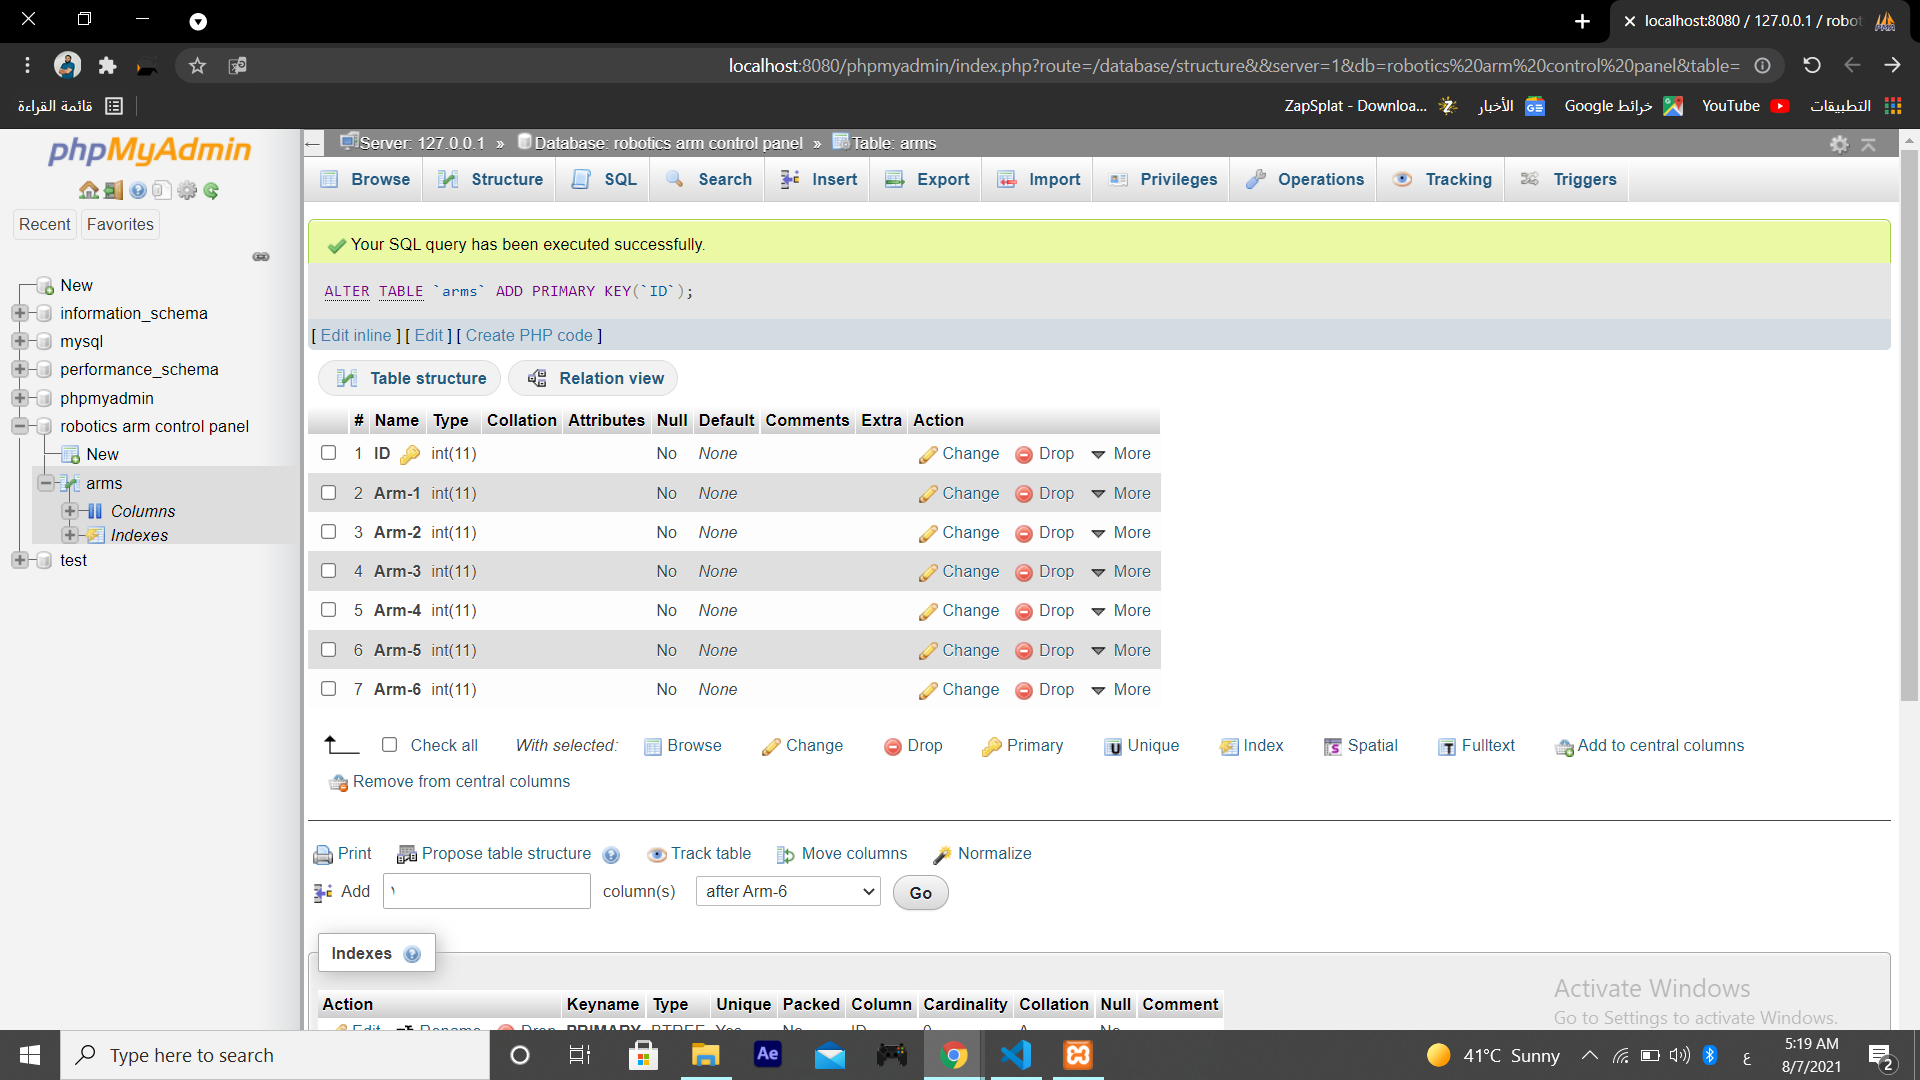 localhost:8080 / 127.0.0.1 / robot
localhost:8080/phpmyadmin/index.php?route=/database/structure&&server=1&db=robotics%20arm%20control%20panel&table=
قائمة القراءة
ZapSplat - Downloa...
الأخبار
خرائط Google
YouTube
التطبيقات
phpMyAdmin
Recent
Favorites
New
information_schema
mysql
performance_schema
phpmyadmin
robotics arm control panel
New
arms
Columns
Indexes
test
Server: 127.0.0.1 » Database: robotics arm control panel » Table: arms
Browse Structure SQL Search Insert Export Import Privileges Operations Tracking Triggers
Your SQL query has been executed successfully.
ALTER TABLE `arms` ADD PRIMARY KEY(`ID`);
[ Edit inline ] [ Edit ] [ Create PHP code ]
Table structure Relation view
# Name Type Collation Attributes Null Default Comments Extra Action
1 ID int(11) No None Change Drop More
2 Arm-1 int(11) No None Change Drop More
3 Arm-2 int(11) No None Change Drop More
4 Arm-3 int(11) No None Change Drop More
5 Arm-4 int(11) No None Change Drop More
6 Arm-5 int(11) No None Change Drop More
7 Arm-6 int(11) No None Change Drop More
Check all With selected: Browse Change Drop Primary Unique Index Spatial Fulltext Add to central columns
Remove from central columns
Print Propose table structure Track table Move columns Normalize
Add ١ column(s) after Arm-6 Go
Indexes
Action Keyname Type Unique Packed Column Cardinality Collation Null Comment
Edit Rename Drop PRIMARY BTREE Yes No ID 0 A No
Activate Windows
Go to Settings to activate Windows.
Type here to search
Ae
41°C Sunny
ع
5:19 AM
8/7/2021
2